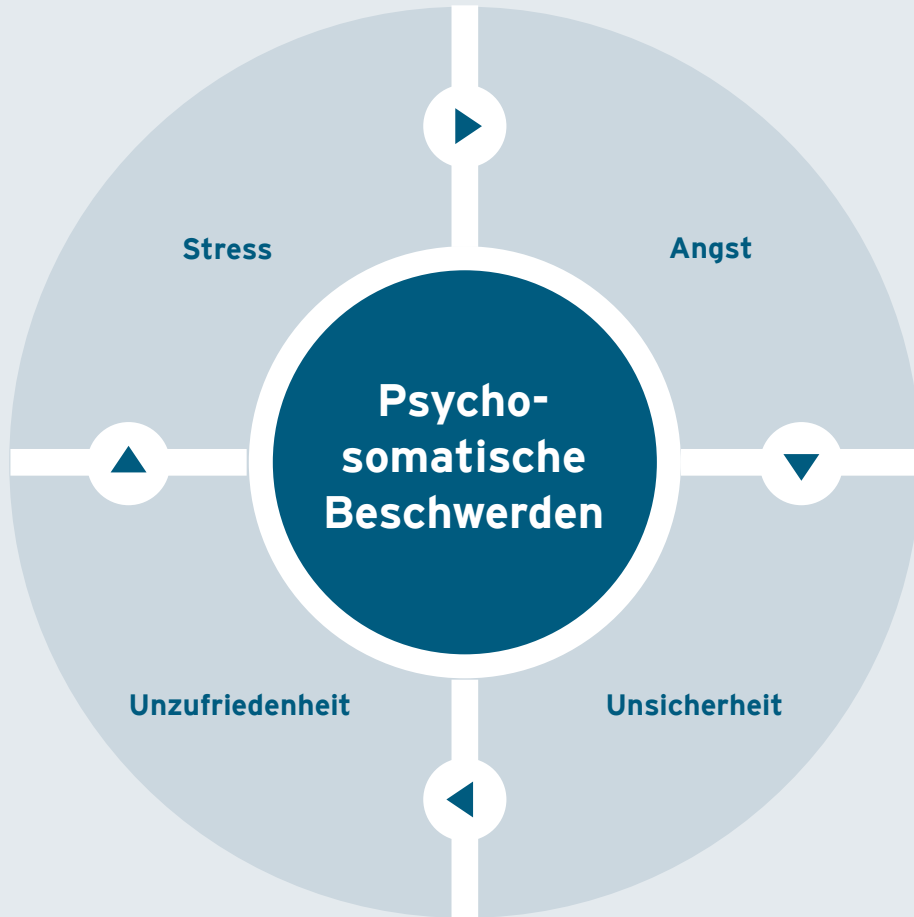 Stress
Angst
Psycho-
somatische
Beschwerden
Unzufriedenheit
Unsicherheit